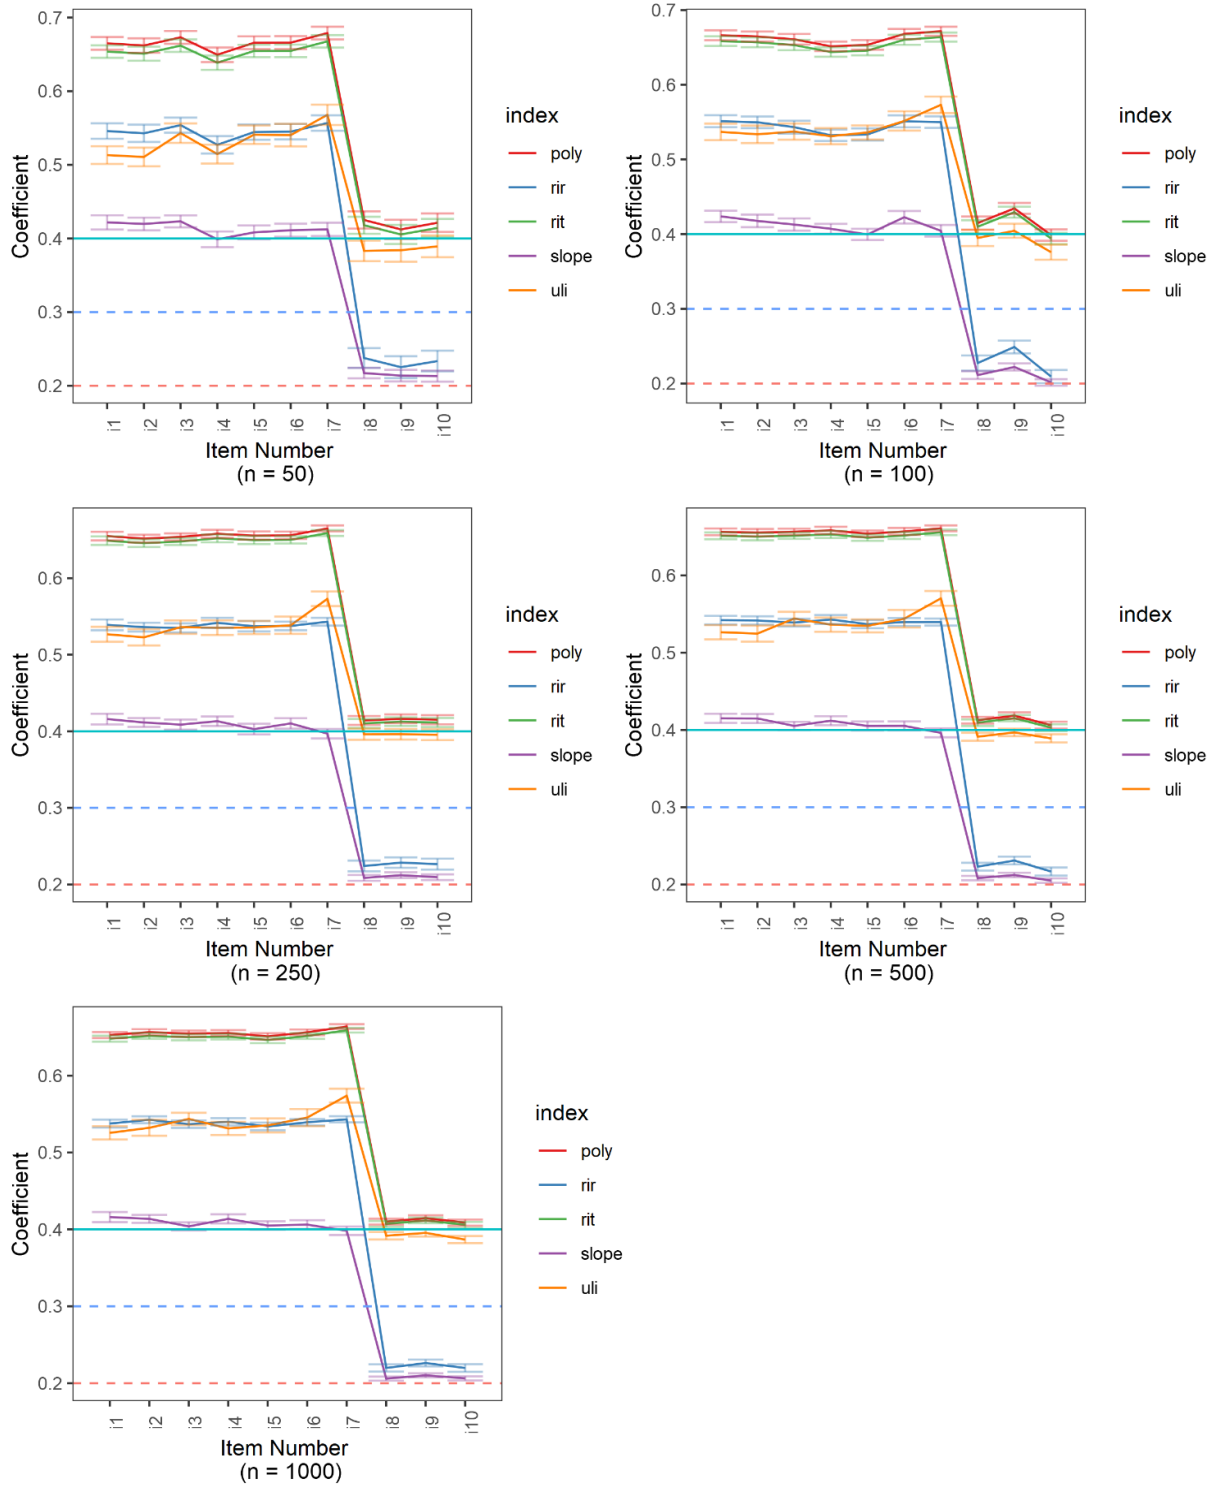 0.7
0.6
0.5
0.4
0.3
0.2
Coefficient
i1 i2 i3 i4 i5 i6 i7 i8 i9 i10
Item Number
(n = 50)
index
poly
rir
rit
slope
uli
0.7
0.6
0.5
0.4
0.3
0.2
Coefficient
i1 i2 i3 i4 i5 i6 i7 i8 i9 i10
Item Number
(n = 100)
index
poly
rir
rit
slope
uli
0.6
0.5
0.4
0.3
0.2
Coefficient
i1 i2 i3 i4 i5 i6 i7 i8 i9 i10
Item Number
(n = 250)
index
poly
rir
rit
slope
uli
0.6
0.5
0.4
0.3
0.2
Coefficient
i1 i2 i3 i4 i5 i6 i7 i8 i9 i10
Item Number
(n = 500)
index
poly
rir
rit
slope
uli
0.6
0.5
0.4
0.3
0.2
Coefficient
i1 i2 i3 i4 i5 i6 i7 i8 i9 i10
Item Number
(n = 1000)
index
poly
rir
rit
slope
uli